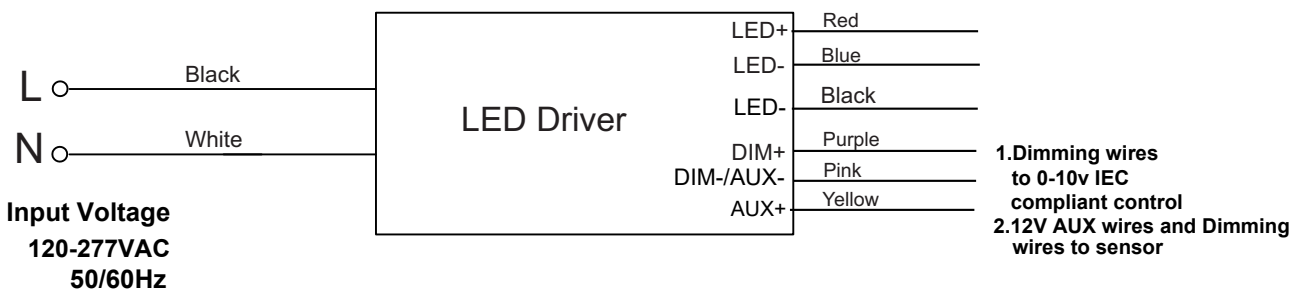 L
Black
N
White
Input Voltage
120-277VAC
50/60Hz
LED Driver
LED+
Red
LED-
Blue
LED-
Black
DIM+
Purple
DIM-/AUX-
Pink
AUX+
Yellow
1.Dimming wires
to 0-10v IEC
compliant control
2.12V AUX wires and Dimming
wires to sensor